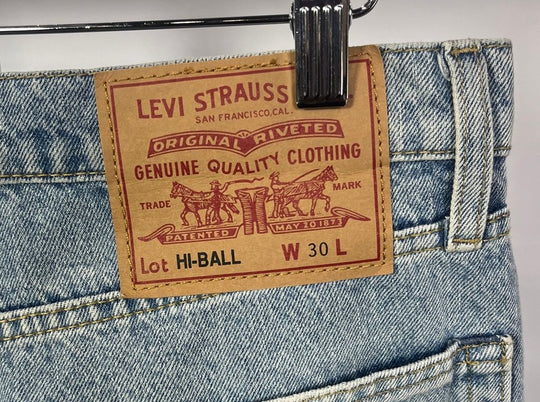 LEVI STRAUSS
SAN FRANCISCO, CAL.
ORIGINAL RIVETED
GENUINE QUALITY CLOTHING
TRADE MARK
PATENTED MAY 20 1873
Lot HI-BALL W 30 L